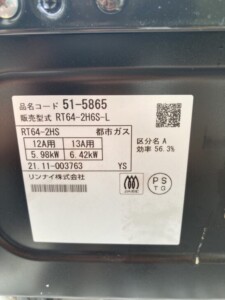 品名コード 51-5865
販売型式 RT64-2H6S-L
RT64-2HS 都市ガス
12A用 13A用
5.98kW 6.42kW
区分名 A
効率 56.3%
21.11-003763 YS
リンナイ株式会社
PS
TG